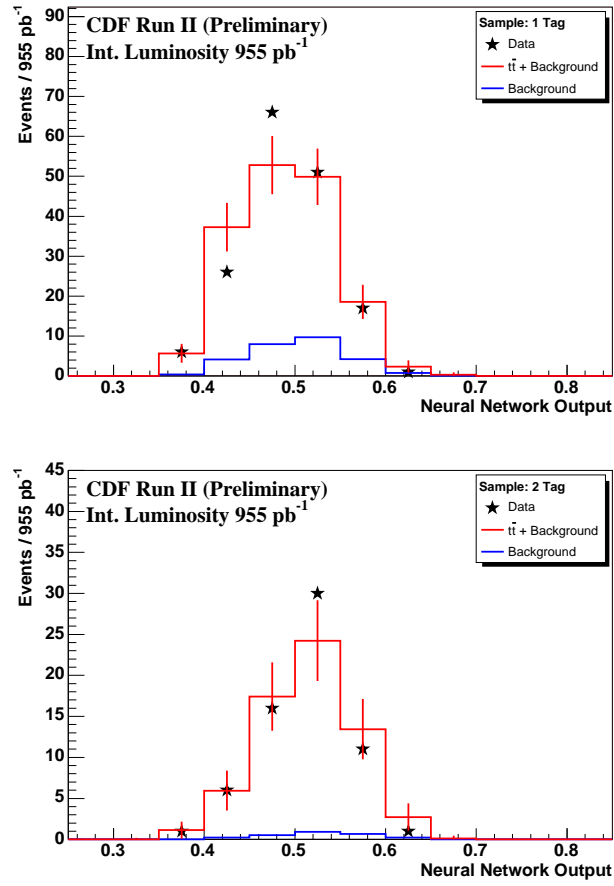 CDF Run II (Preliminary)
Int. Luminosity 955 pb⁻¹
Sample: 1 Tag
Data
tt̄ + Background
Background
Events / 955 pb⁻¹
90
80
70
60
50
40
30
20
10
0
0.3 0.4 0.5 0.6 0.7 0.8
Neural Network Output
CDF Run II (Preliminary)
Int. Luminosity 955 pb⁻¹
Sample: 2 Tag
Data
tt̄ + Background
Background
Events / 955 pb⁻¹
45
40
35
30
25
20
15
10
5
0
0.3 0.4 0.5 0.6 0.7 0.8
Neural Network Output